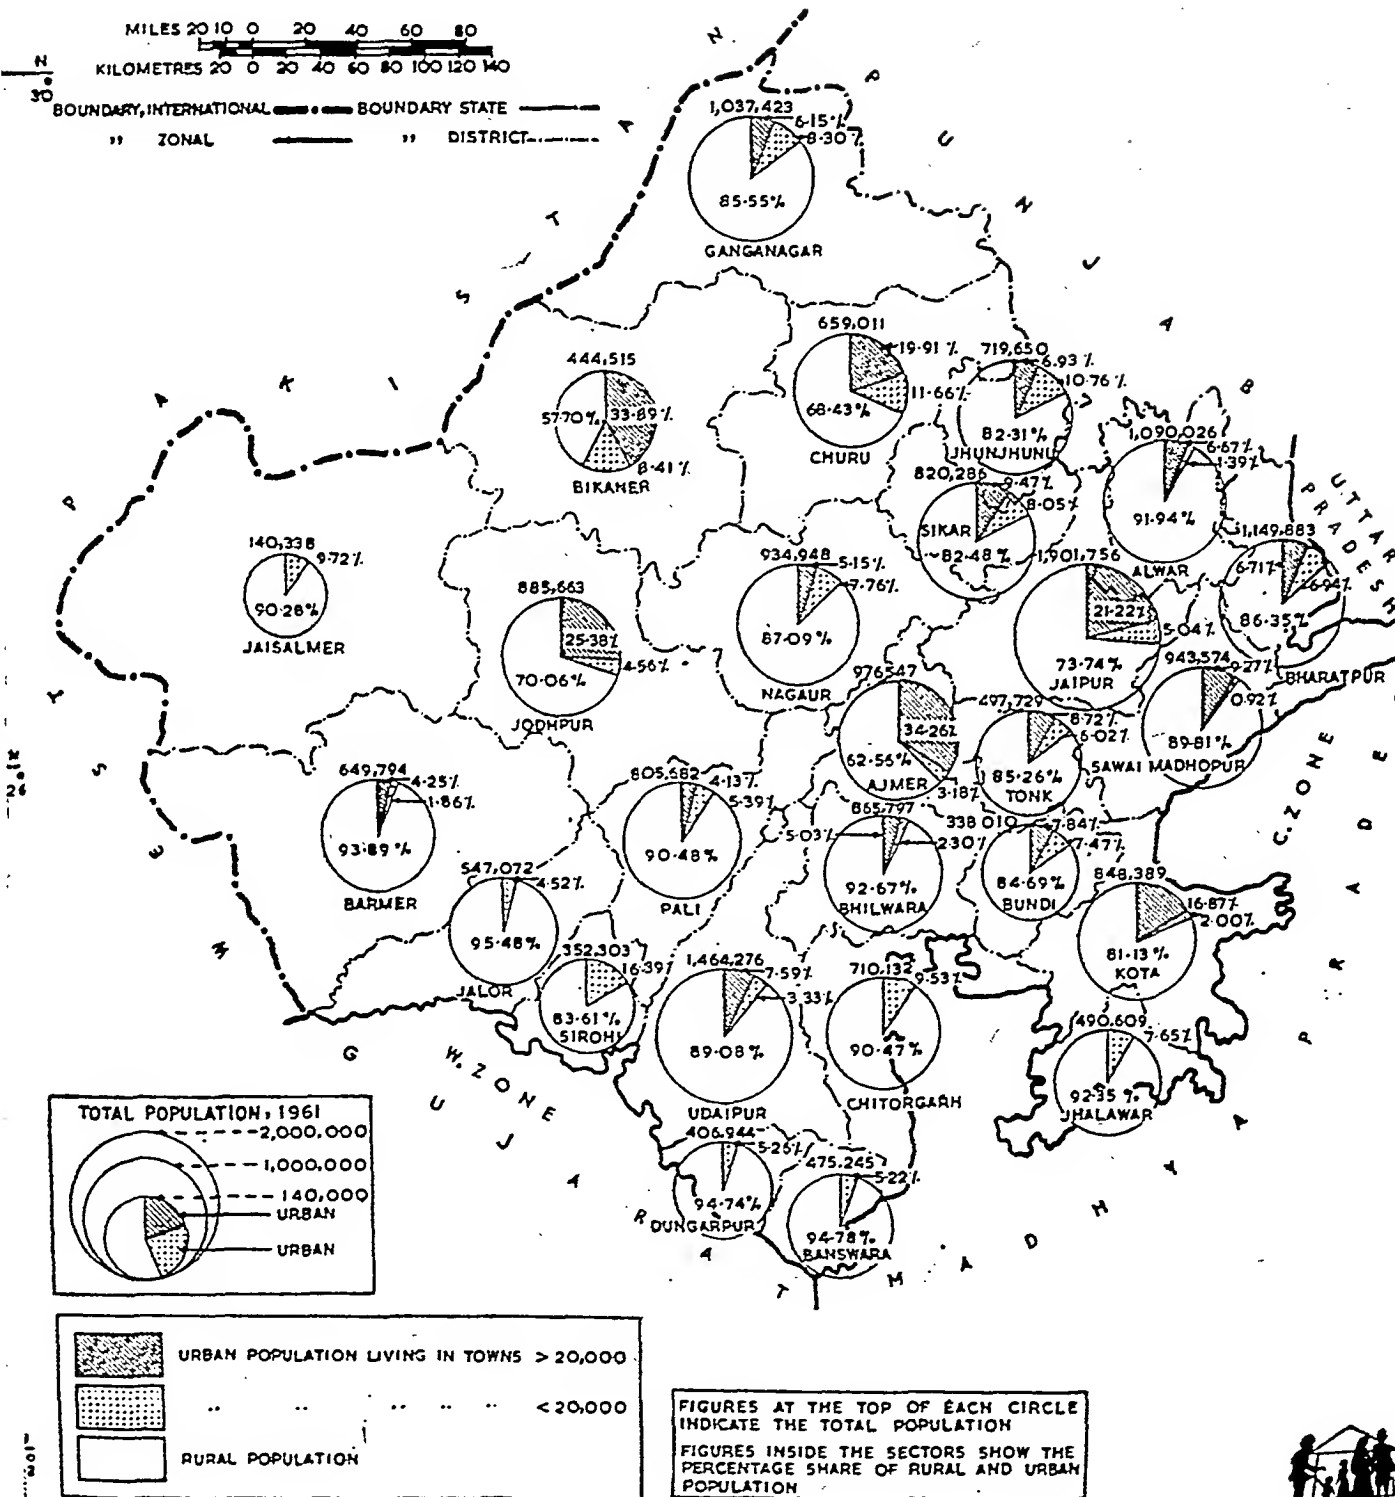 MILES 20 10 0 20 40 60 80
KILOMETRES 20 0 20 40 60 80 100 120 140
N
30°
BOUNDARY, INTERNATIONAL BOUNDARY STATE
" ZONAL " DISTRICT
PAKISTAN
PUNJAB
UTTAR
PRADESH
1,037,423
6·15%
8·30%
85·55%
GANGANAGAR
659,011
19·91%
11·66%
68·43%
CHURU
719,650
6·93%
10·76%
82·31%
JHUNJHUNU
444,515
57·70% 33·89%
8·41%
BIKANER
1,090,026
6·67%
1·39%
91·94%
ALWAR
820,286
9·47%
8·05%
SIKAR
82·48%
1,149,883
6·71%
6·94%
86·35%
BHARATPUR
140,338
9·72%
90·28%
JAISALMER
885,663
25·38%
4·56%
70·06%
JODHPUR
934,948
5·15%
7·76%
87·09%
NAGAUR
1,901,756
21·22%
5·04%
73·74%
JAIPUR
943,574
9·27%
0·92%
89·81%
SAWAI MADHOPUR
976547
34·26%
62·56%
AJMER
3·18%
497,729
8·72%
6·02%
85·26%
TONK
649,794
4·25%
1·86%
93·89%
BARMER
805,682
4·13%
5·39%
90·48%
PALI
865,797
5·03%
2·30%
92·67%
BHILWARA
338 010
7·84%
7·47%
84·69%
BUNDI
848,389
16·87%
2·00%
81·13%
KOTA
547,072
4·52%
95·48%
JALOR
352,303
16·39%
83·61%
SIROHI
1,464,276
7·59%
3·33%
89·08%
UDAIPUR
710,132
9·53%
90·47%
CHITORGARH
490,609
7·65%
92·35%
JHALAWAR
406,944
5·26%
94·74%
DUNGARPUR
475,245
5·22%
94·78%
BANSWARA
W. ZONE
C. ZONE
GUJARAT
MADHYA PRADE
TOTAL POPULATION, 1961
2,000,000
1,000,000
140,000
URBAN
URBAN
URBAN POPULATION LIVING IN TOWNS > 20,000
" " " " " < 20,000
RURAL POPULATION
FIGURES AT THE TOP OF EACH CIRCLE
INDICATE THE TOTAL POPULATION
FIGURES INSIDE THE SECTORS SHOW THE
PERCENTAGE SHARE OF RURAL AND URBAN
POPULATION